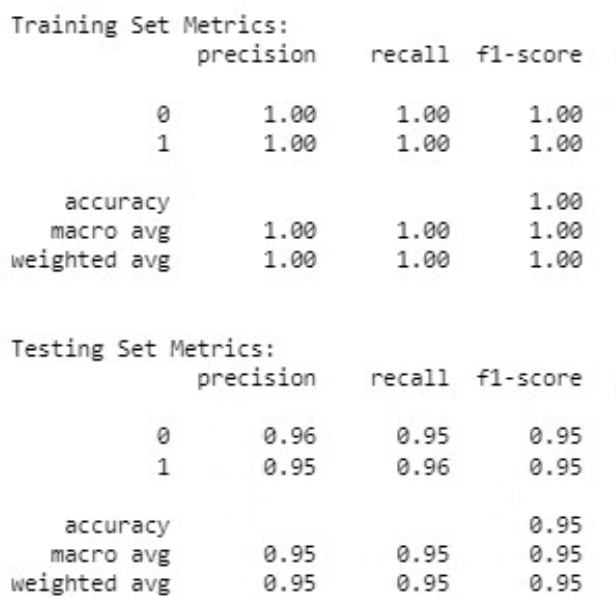 Training Set Metrics:
precision recall f1-score
0 1.00 1.00 1.00
1 1.00 1.00 1.00
accuracy 1.00
macro avg 1.00 1.00 1.00
weighted avg 1.00 1.00 1.00
Testing Set Metrics:
precision recall f1-score
0 0.96 0.95 0.95
1 0.95 0.96 0.95
accuracy 0.95
macro avg 0.95 0.95 0.95
weighted avg 0.95 0.95 0.95